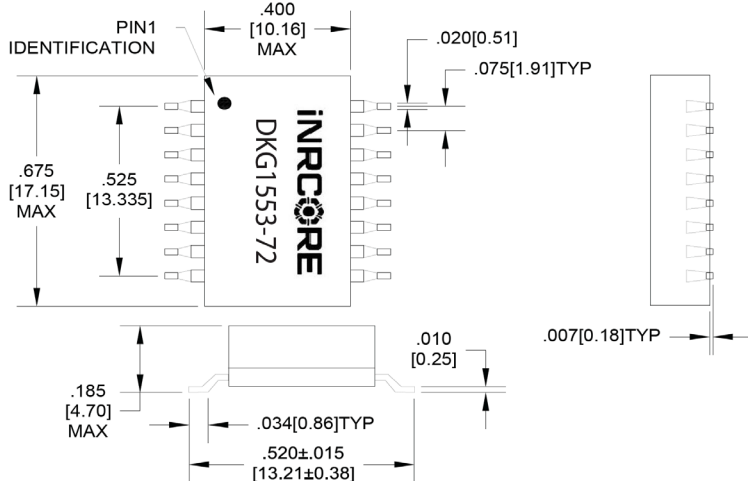 .400
[10.16]
MAX
PIN1
IDENTIFICATION
.020[0.51]
.075[1.91]TYP
.675
[17.15]
MAX
.525
[13.335]
iNRCORE
DKG1553-72
.007[0.18]TYP
.010
[0.25]
.185
[4.70]
MAX
.034[0.86]TYP
.520±.015
[13.21±0.38]